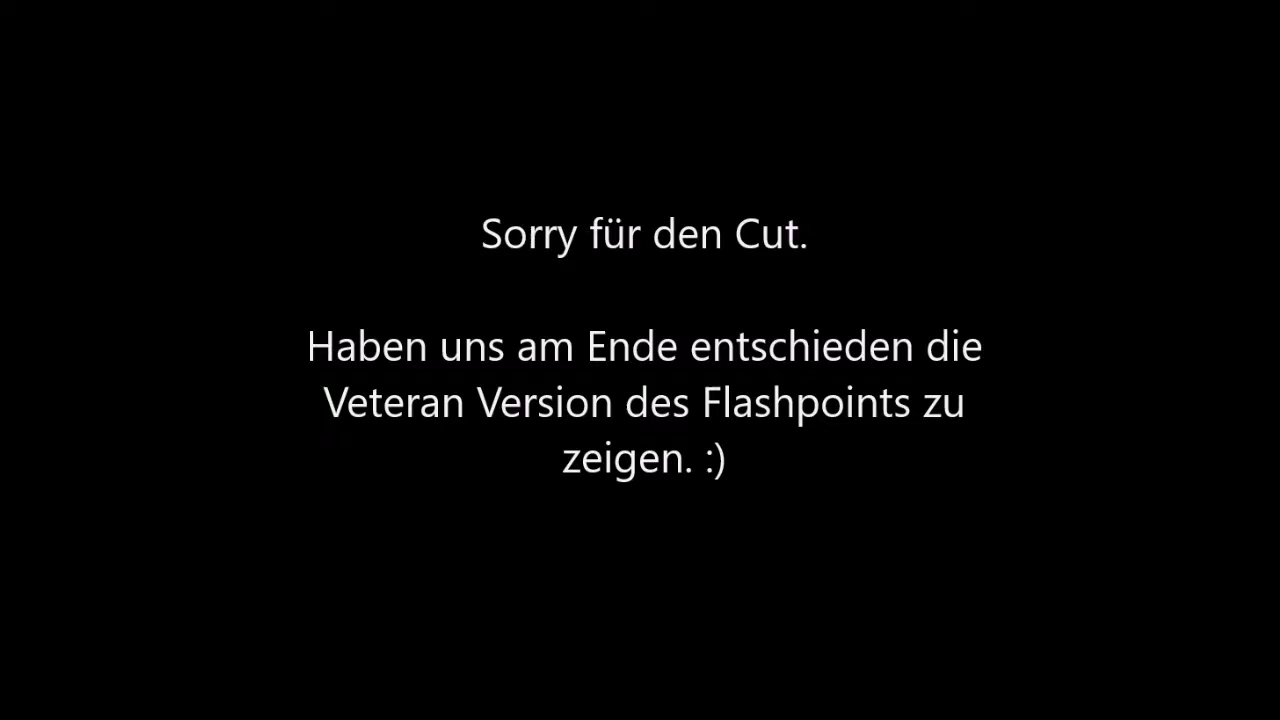 Sorry für den Cut.
Haben uns am Ende entschieden die
Veteran Version des Flashpoints zu
zeigen. :)